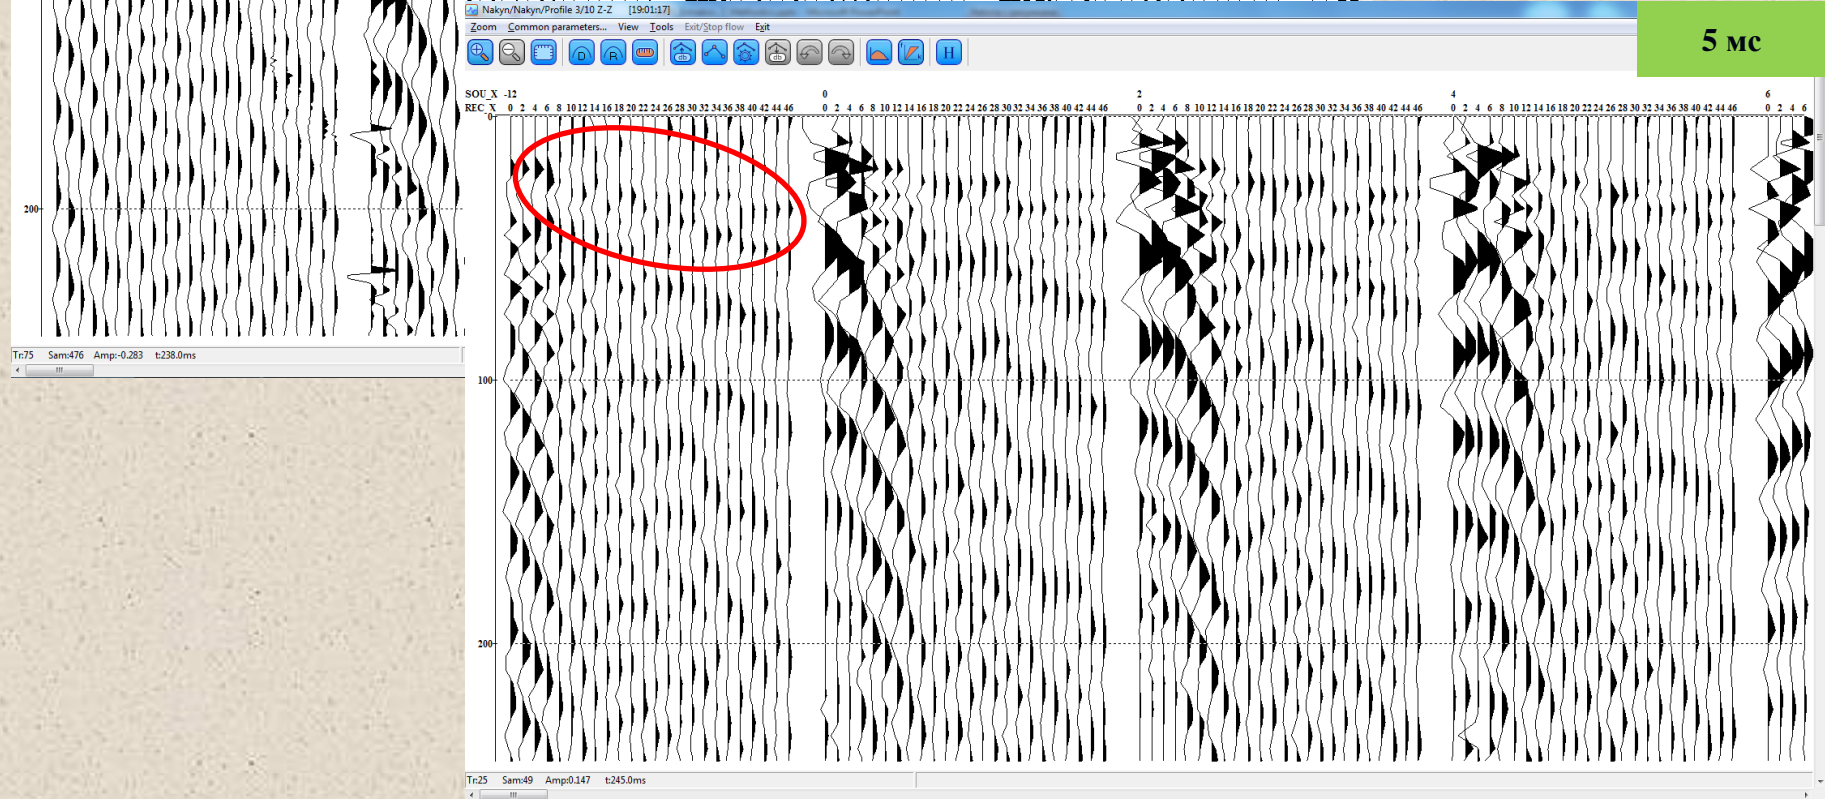 Nakyn/Nakyn/Profile 3/10 Z-Z [19:01:17]
Zoom Common parameters... View Tools Exit/Stop flow Exit
5 мс
D R db db H
SOU_X -12 0 2 4 6
REC_X 0 2 4 6 8 10 12 14 16 18 20 22 24 26 28 30 32 34 36 38 40 42 44 46 0 2 4 6 8 10 12 14 16 18 20 22 24 26 28 30 32 34 36 38 40 42 44 46 0 2 4 6 8 10 12 14 16 18 20 22 24 26 28 30 32 34 36 38 40 42 44 46 0 2 4 6 8 10 12 14 16 18 20 22 24 26 28 30 32 34 36 38 40 42 44 46 0 2 4 6
0
200
100
200
Tr:75 Sam:476 Amp:-0.283 t:238.0ms
Tr:25 Sam:49 Amp:0.147 t:245.0ms